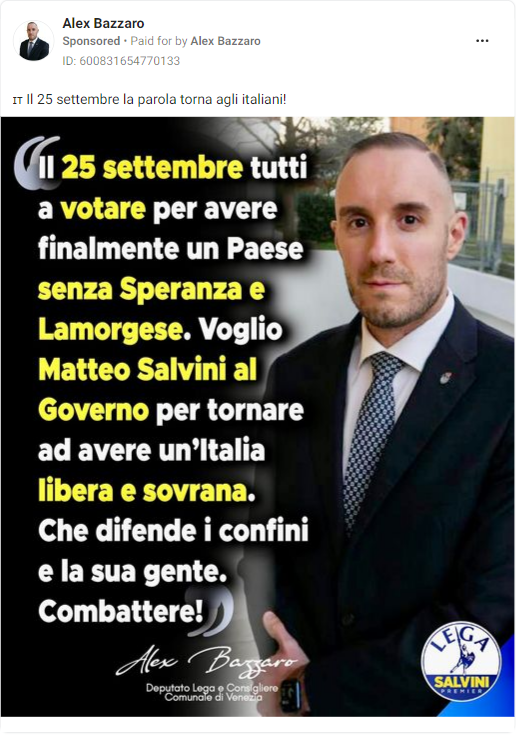 Alex Bazzaro
Sponsored • Paid for by Alex Bazzaro
ID: 600831654770133
IT Il 25 settembre la parola torna agli italiani!
Il 25 settembre tutti
a votare per avere
finalmente un Paese
senza Speranza e
Lamorgese. Voglio
Matteo Salvini al
Governo per tornare
ad avere un'Italia
libera e sovrana.
Che difende i confini
e la sua gente.
Combattere!
Alex Bazzaro
Deputato Lega e Consigliere
Comunale di Venezia
LEGA
SALVINI
PREMIER